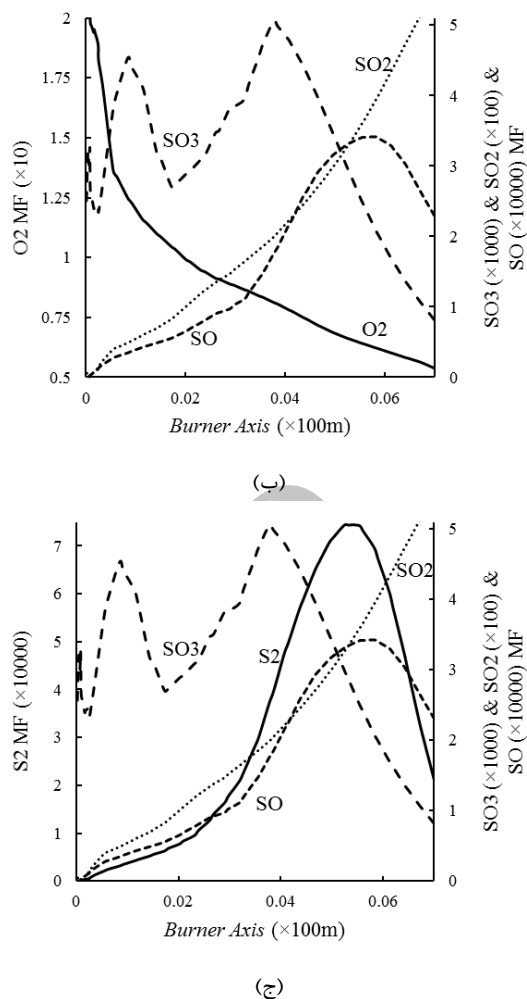 2
1.75
1.5
1.25
1
0.75
0.5
O2 MF (×10)
5
4
3
2
1
0
SO3 (×1000) & SO2 (×100) &
SO (×10000) MF
SO2
SO3
SO
O2
0
0.02
0.04
0.06
Burner Axis (×100m)
(ب)
7
6
5
4
3
2
1
0
S2 MF (×10000)
5
4
3
2
1
0
SO3 (×1000) & SO2 (×100) &
SO (×10000) MF
SO2
SO3
S2
SO
0
0.02
0.04
0.06
Burner Axis (×100m)
(ج)